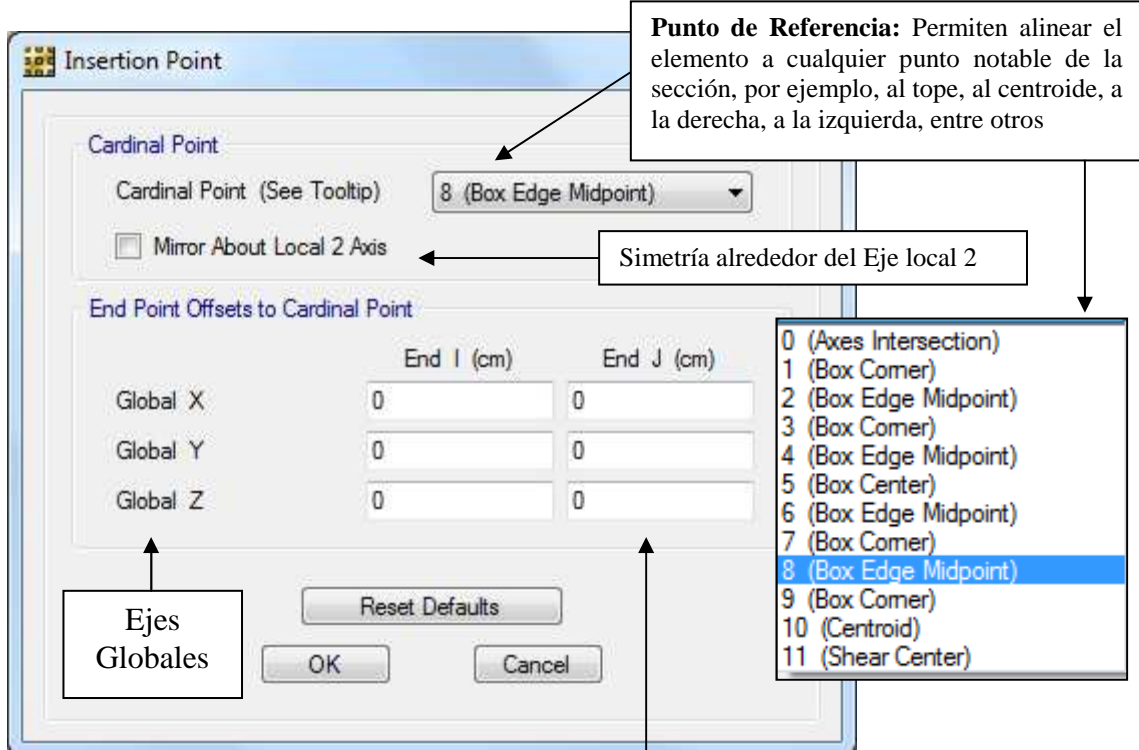 Punto de Referencia: Permiten alinear el
elemento a cualquier punto notable de la
sección, por ejemplo, al tope, al centroide, a
la derecha, a la izquierda, entre otros
Insertion Point
Cardinal Point
Cardinal Point (See Tooltip)
8 (Box Edge Midpoint)
Mirror About Local 2 Axis
Simetría alrededor del Eje local 2
End Point Offsets to Cardinal Point
End I (cm) End J (cm)
Global X 0 0
Global Y 0 0
Global Z 0 0
0 (Axes Intersection)
1 (Box Corner)
2 (Box Edge Midpoint)
3 (Box Corner)
4 (Box Edge Midpoint)
5 (Box Center)
6 (Box Edge Midpoint)
7 (Box Corner)
8 (Box Edge Midpoint)
9 (Box Corner)
10 (Centroid)
11 (Shear Center)
Ejes
Globales
Reset Defaults
OK Cancel